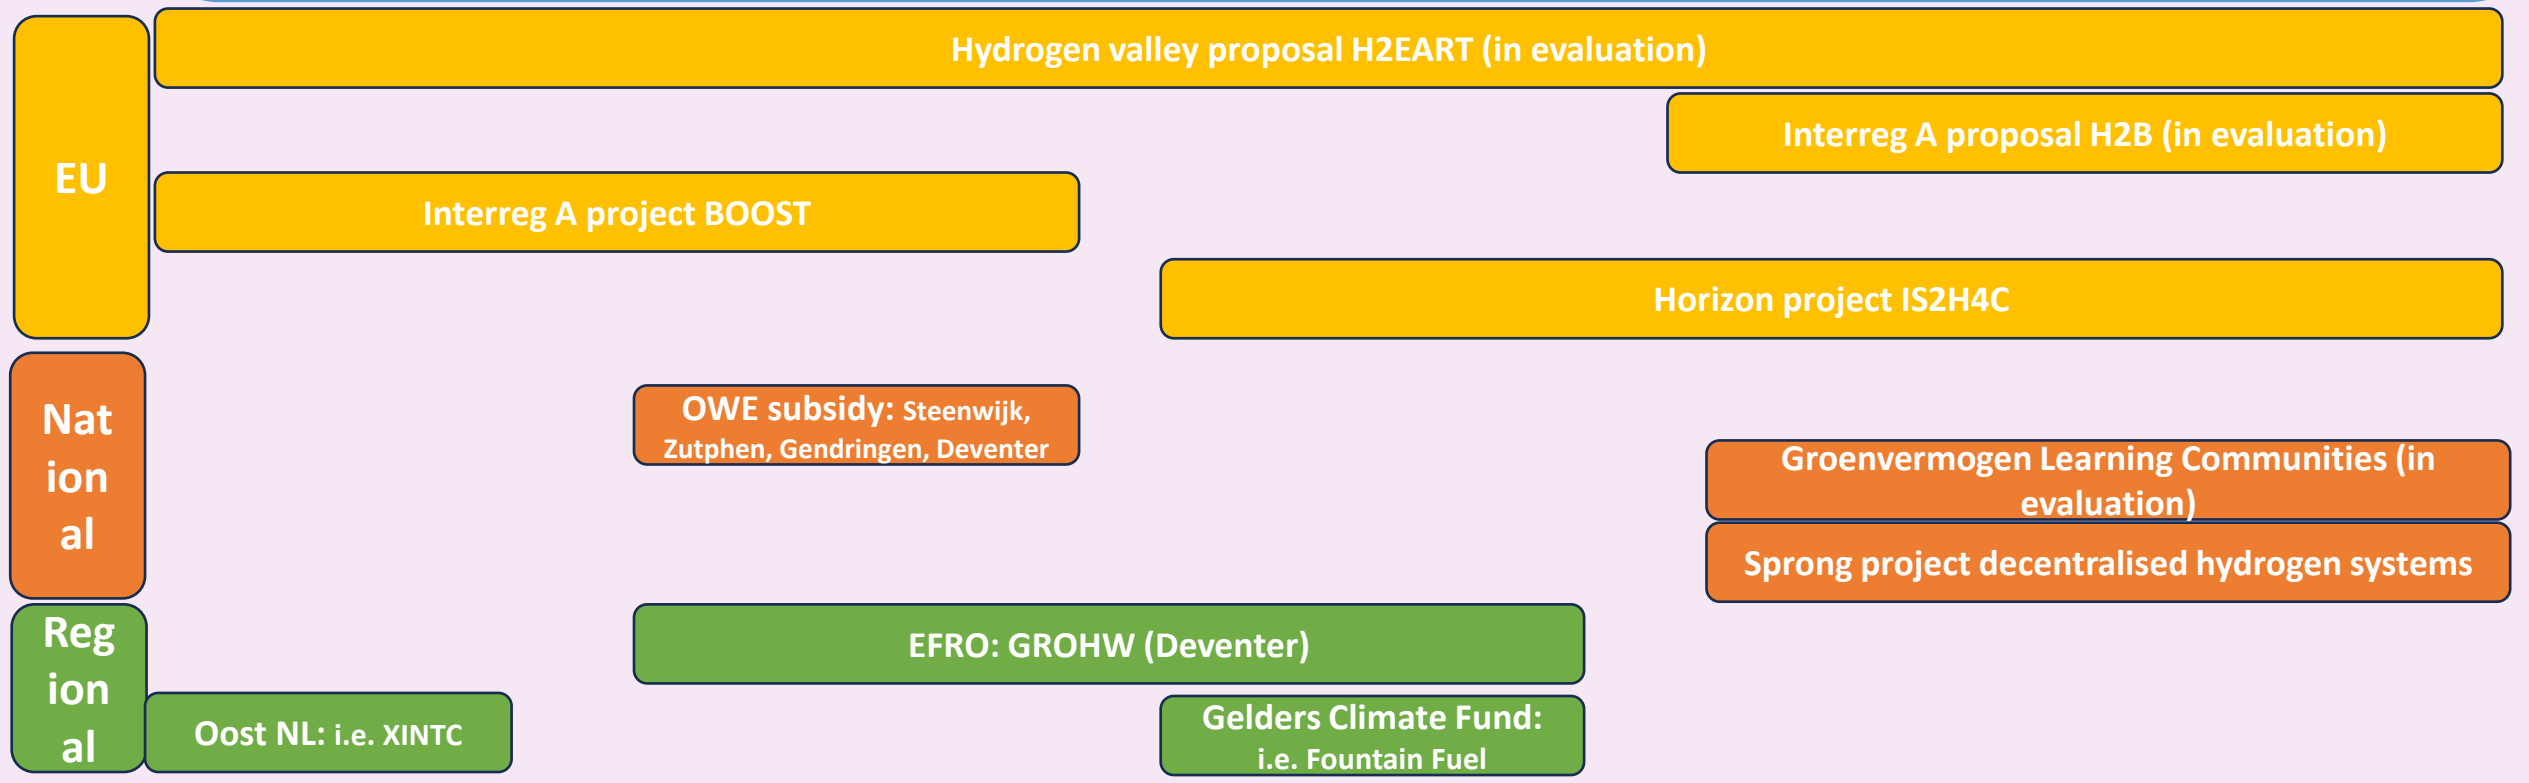 Hydrogen valley proposal H2EART (in evaluation)
Interreg A proposal H2B (in evaluation)
EU
Interreg A project BOOST
Horizon project IS2H4C
Nat
ion
al
OWE subsidy: Steenwijk,
Zutphen, Gendringen, Deventer
Groenvermogen Learning Communities (in
evaluation)
Sprong project decentralised hydrogen systems
Reg
ion
al
EFRO: GROHW (Deventer)
Oost NL: i.e. XINTC
Gelders Climate Fund:
i.e. Fountain Fuel